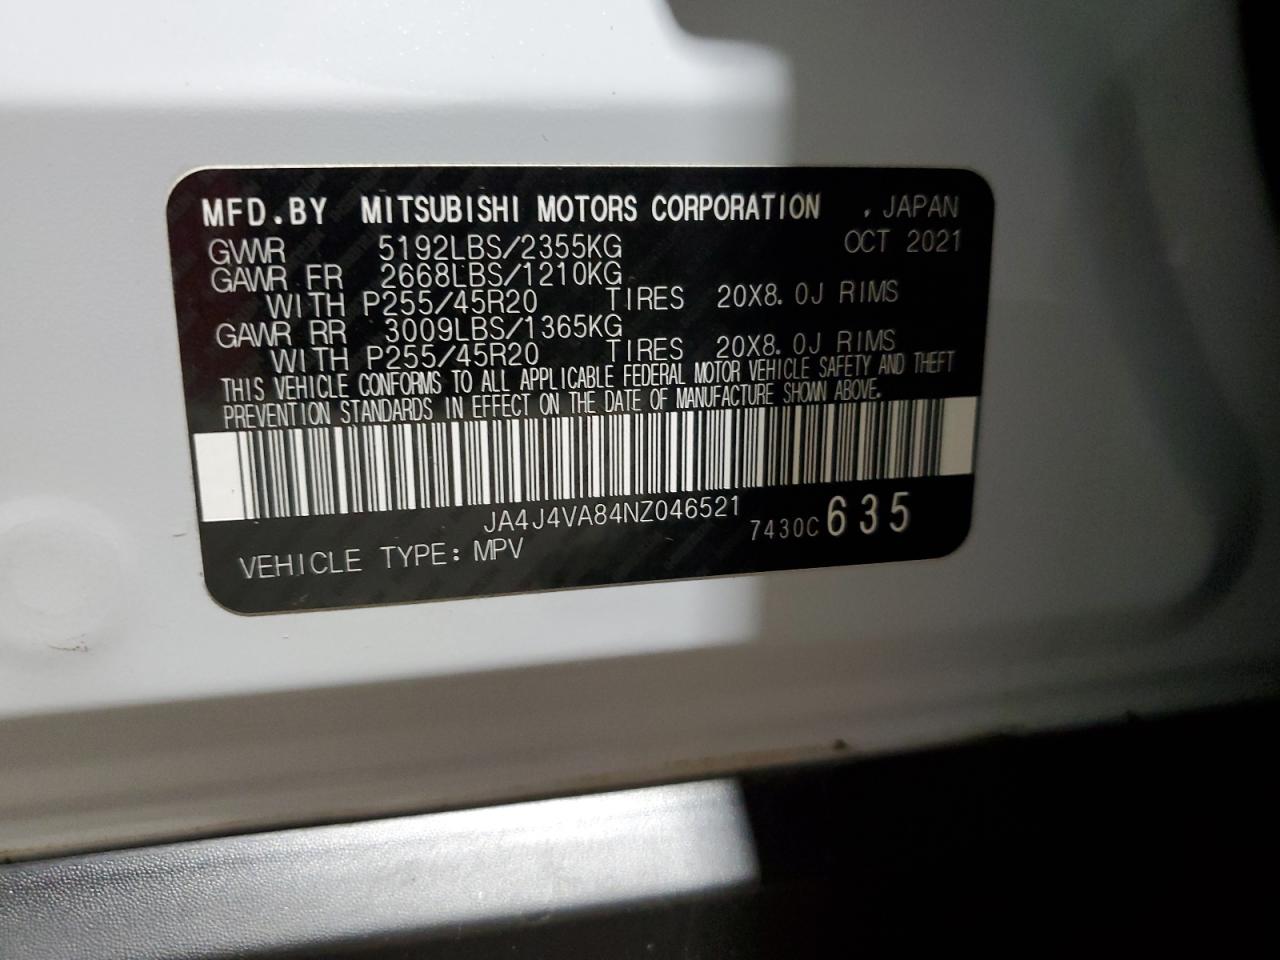 MFD.BY MITSUBISHI MOTORS CORPORATION , JAPAN
GVWR 5192LBS/2355KG OCT 2021
GAWR FR 2668LBS/1210KG
WITH P255/45R20 TIRES 20X8.0J RIMS
GAWR RR 3009LBS/1365KG
WITH P255/45R20 TIRES 20X8.0J RIMS
THIS VEHICLE CONFORMS TO ALL APPLICABLE FEDERAL MOTOR VEHICLE SAFETY AND THEFT
PREVENTION STANDARDS IN EFFECT ON THE DATE OF MANUFACTURE SHOWN ABOVE.
JA4J4VA84NZ046521 7430C 635
VEHICLE TYPE: MPV